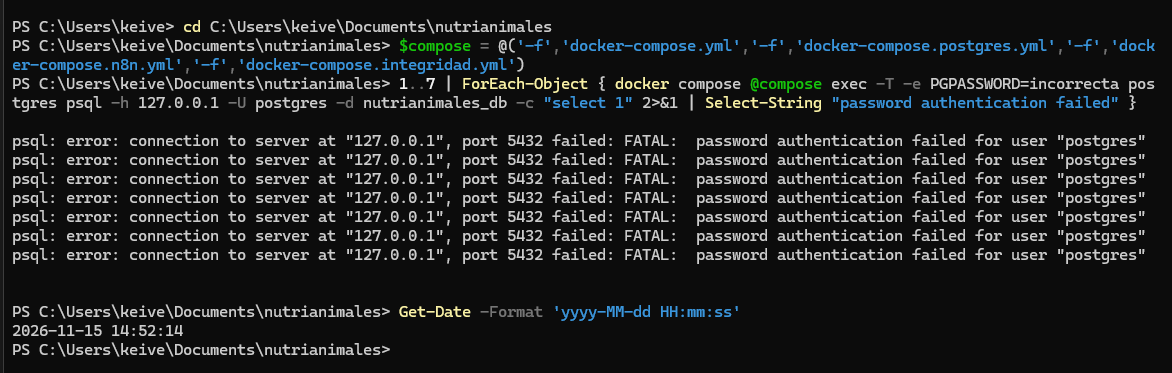 PS C:\Users\keive> cd C:\Users\keive\Documents\nutrianimales
PS C:\Users\keive\Documents\nutrianimales> $compose = @('-f','docker-compose.yml','-f','docker-compose.postgres.yml','-f','dock
er-compose.n8n.yml','-f','docker-compose.integridad.yml')
PS C:\Users\keive\Documents\nutrianimales> 1..7 | ForEach-Object { docker compose @compose exec -T -e PGPASSWORD=incorrecta pos
tgres psql -h 127.0.0.1 -U postgres -d nutrianimales_db -c "select 1" 2>&1 | Select-String "password authentication failed" }
psql: error: connection to server at "127.0.0.1", port 5432 failed: FATAL:  password authentication failed for user "postgres"
psql: error: connection to server at "127.0.0.1", port 5432 failed: FATAL:  password authentication failed for user "postgres"
psql: error: connection to server at "127.0.0.1", port 5432 failed: FATAL:  password authentication failed for user "postgres"
psql: error: connection to server at "127.0.0.1", port 5432 failed: FATAL:  password authentication failed for user "postgres"
psql: error: connection to server at "127.0.0.1", port 5432 failed: FATAL:  password authentication failed for user "postgres"
psql: error: connection to server at "127.0.0.1", port 5432 failed: FATAL:  password authentication failed for user "postgres"
psql: error: connection to server at "127.0.0.1", port 5432 failed: FATAL:  password authentication failed for user "postgres"
PS C:\Users\keive\Documents\nutrianimales> Get-Date -Format 'yyyy-MM-dd HH:mm:ss'
2026-11-15 14:52:14
PS C:\Users\keive\Documents\nutrianimales>